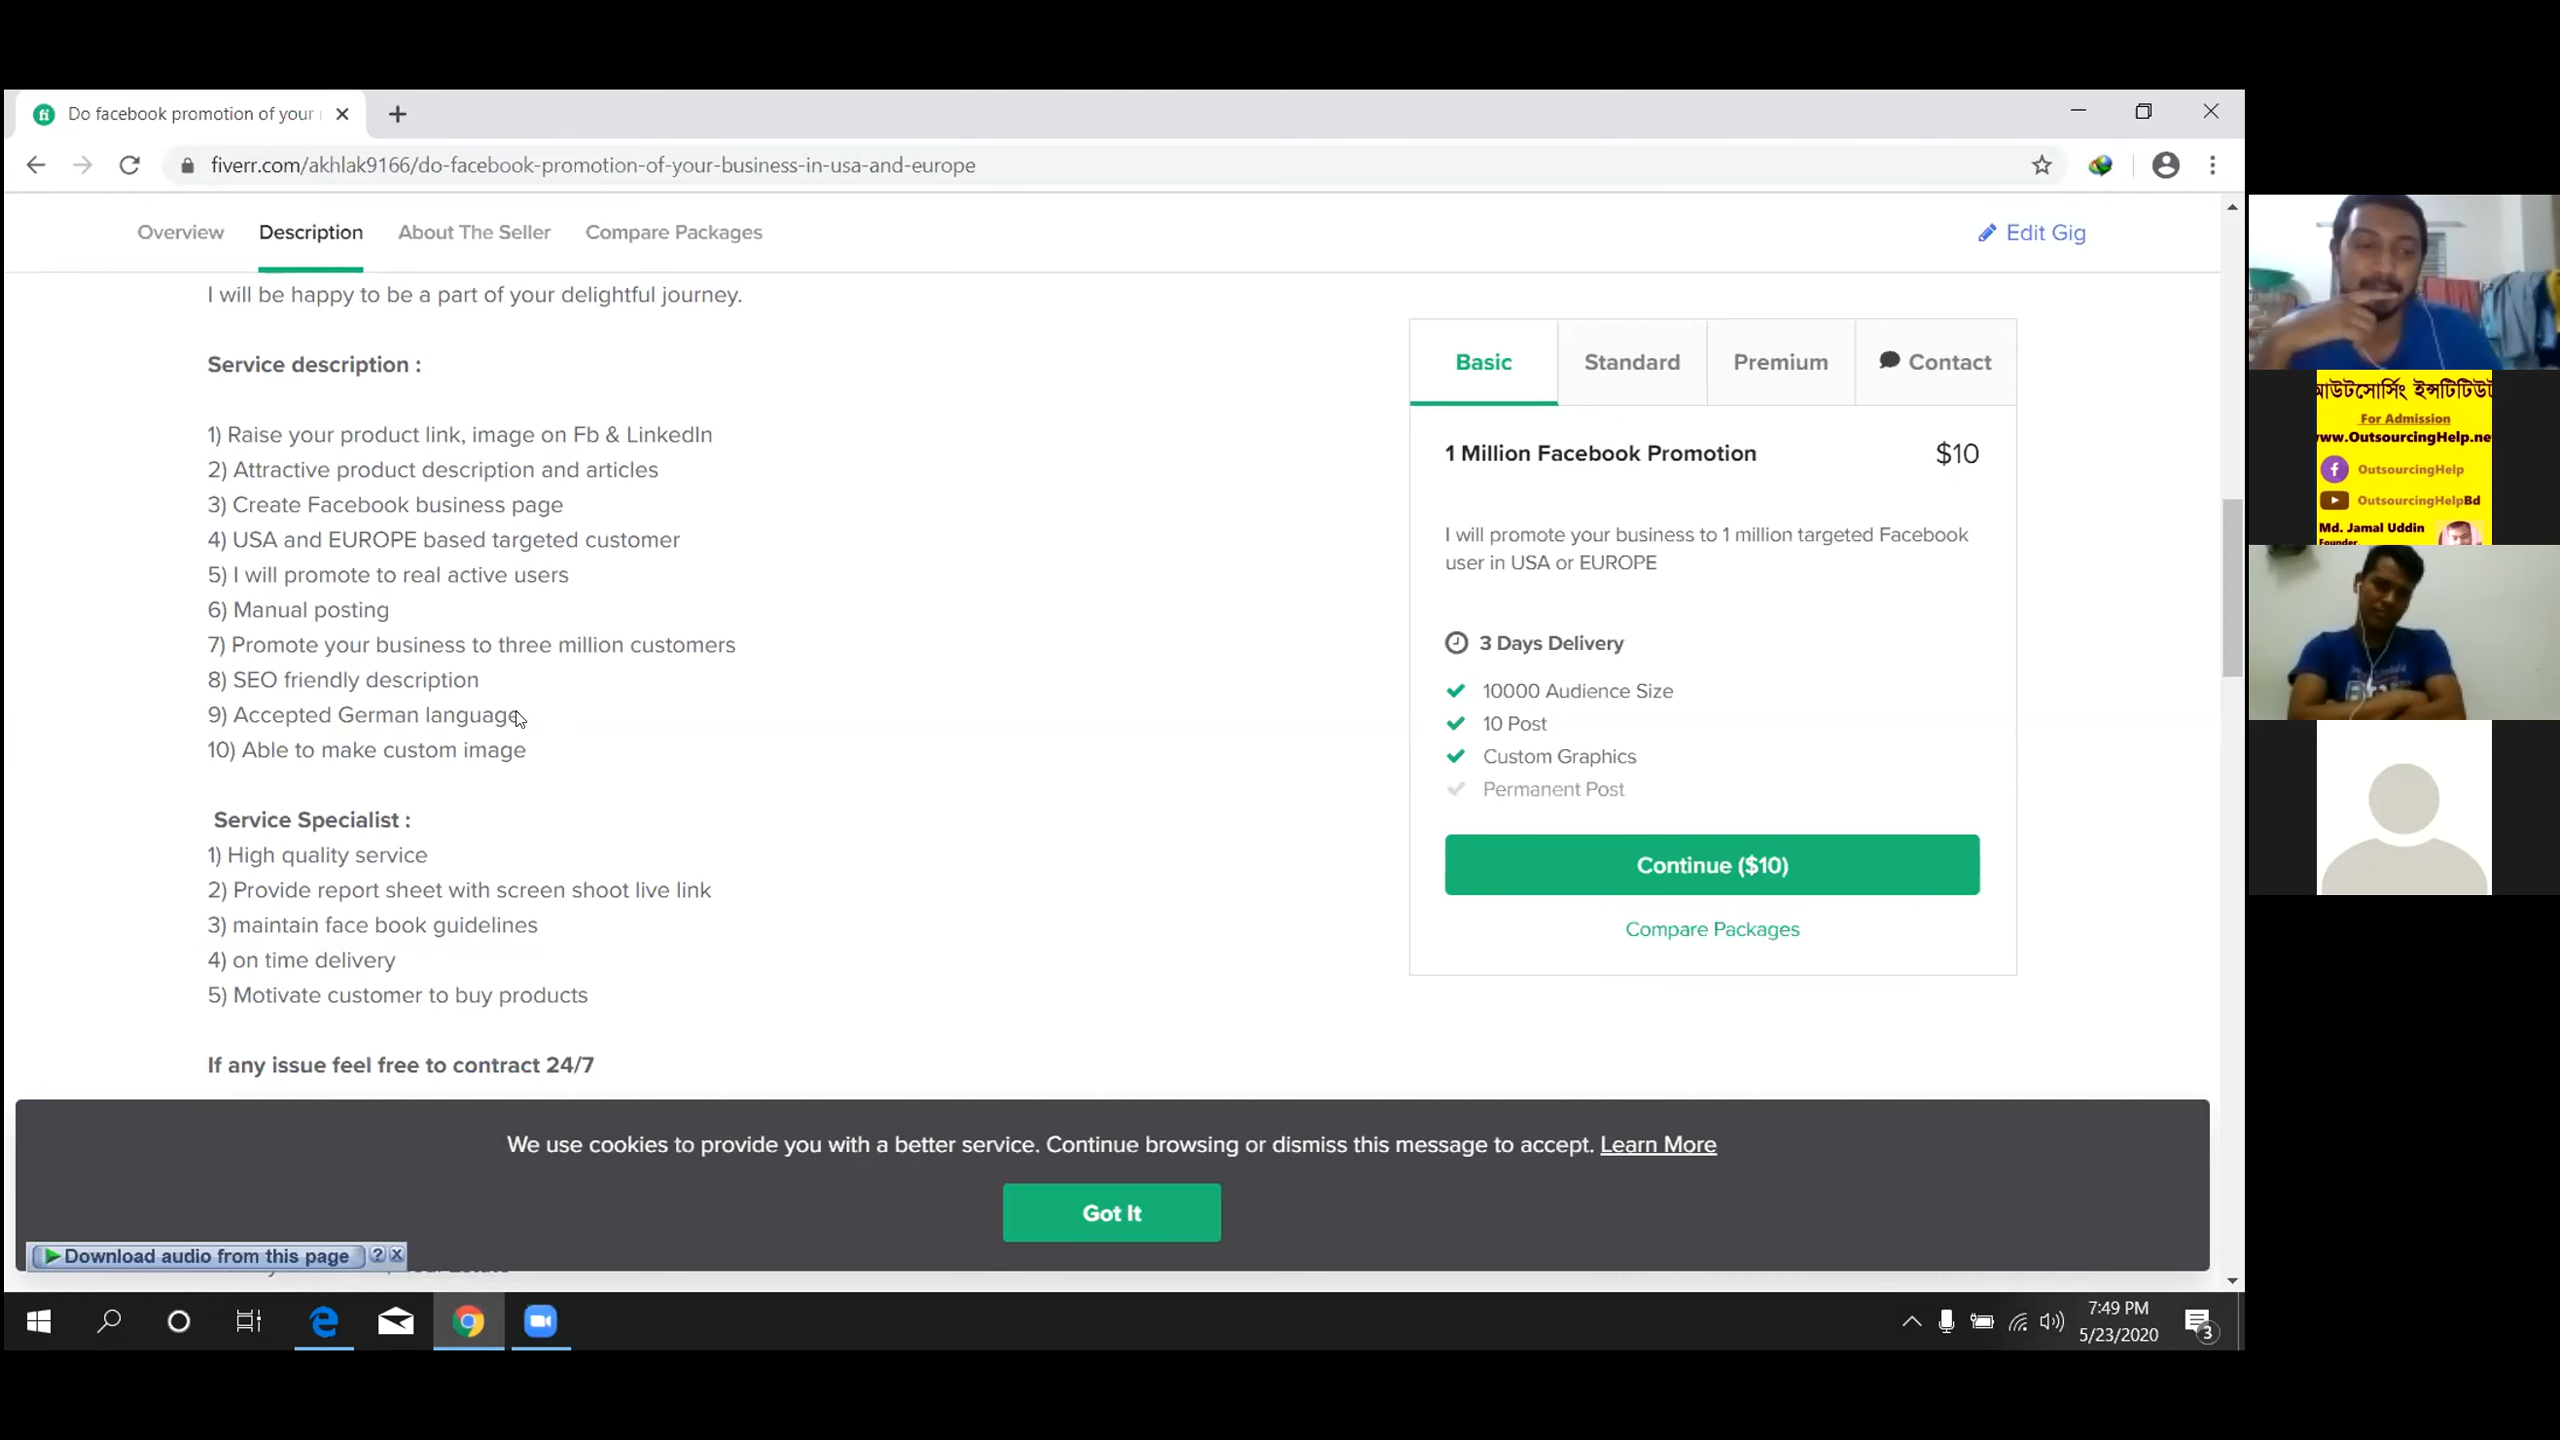 Do facebook promotion of your
fiverr.com/akhlak9166/do-facebook-promotion-of-your-business-in-usa-and-europe
Overview
Description
About The Seller
Compare Packages
Edit Gig
I will be happy to be a part of your delightful journey.
Service description :
1) Raise your product link, image on Fb & LinkedIn
2) Attractive product description and articles
3) Create Facebook business page
4) USA and EUROPE based targeted customer
5) I will promote to real active users
6) Manual posting
7) Promote your business to three million customers
8) SEO friendly description
9) Accepted German language
10) Able to make custom image
Service Specialist :
1) High quality service
2) Provide report sheet with screen shoot live link
3) maintain face book guidelines
4) on time delivery
5) Motivate customer to buy products
If any issue feel free to contract 24/7
Basic
Standard
Premium
Contact
1 Million Facebook Promotion
$10
I will promote your business to 1 million targeted Facebook
user in USA or EUROPE
3 Days Delivery
10000 Audience Size
10 Post
Custom Graphics
Permanent Post
Continue ($10)
Compare Packages
We use cookies to provide you with a better service. Continue browsing or dismiss this message to accept. Learn More
Got It
Download audio from this page
7:49 PM
5/23/2020
3
আউটসোর্সিং ইন্সটিটিউট
For Admission
www.OutsourcingHelp.ne
OutsourcingHelp
OutsourcingHelpBd
Md. Jamal Uddin
Founder,